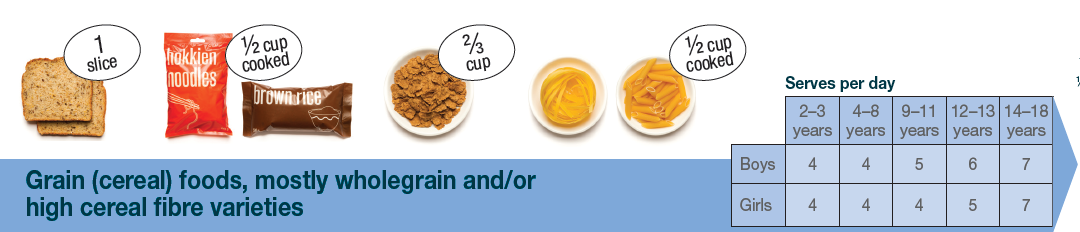 1
slice
hokkien
noodles
½ cup
cooked
brown rice
⅔
cup
½ cup
cooked
Serves per day
2–3 years 4–8 years 9–11 years 12–13 years 14–18 years
Boys 4 4 5 6 7
Girls 4 4 4 5 7
Grain (cereal) foods, mostly wholegrain and/or
high cereal fibre varieties